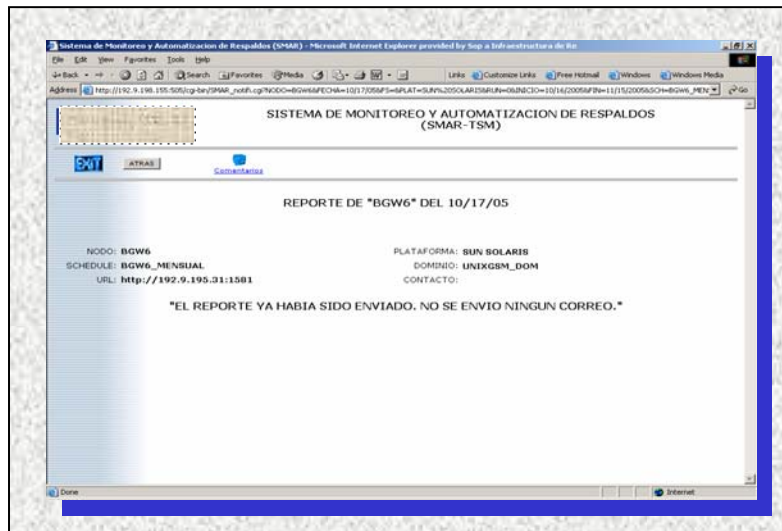 Sistema de Monitoreo y Automatizacion de Respaldos (SMAR) - Microsoft Internet Explorer provided by Sop a Infraestructura de Re
File Edit View Favorites Tools Help
Back Search Favorites Media Links Customize Links Free Hotmail Windows Windows Media
Address Go
SISTEMA DE MONITOREO Y AUTOMATIZACION DE RESPALDOS
(SMAR-TSM)
EXIT ATRAS Comentarios
REPORTE DE "BGW6" DEL 10/17/05
NODO: BGW6 PLATAFORMA: SUN SOLARIS
SCHEDULE: BGW6_MENSUAL DOMINIO: UNIXGSM_DOM
URL: http://192.9.195.31:1581 CONTACTO:
"EL REPORTE YA HABIA SIDO ENVIADO. NO SE ENVIO NINGUN CORREO."
Done Internet